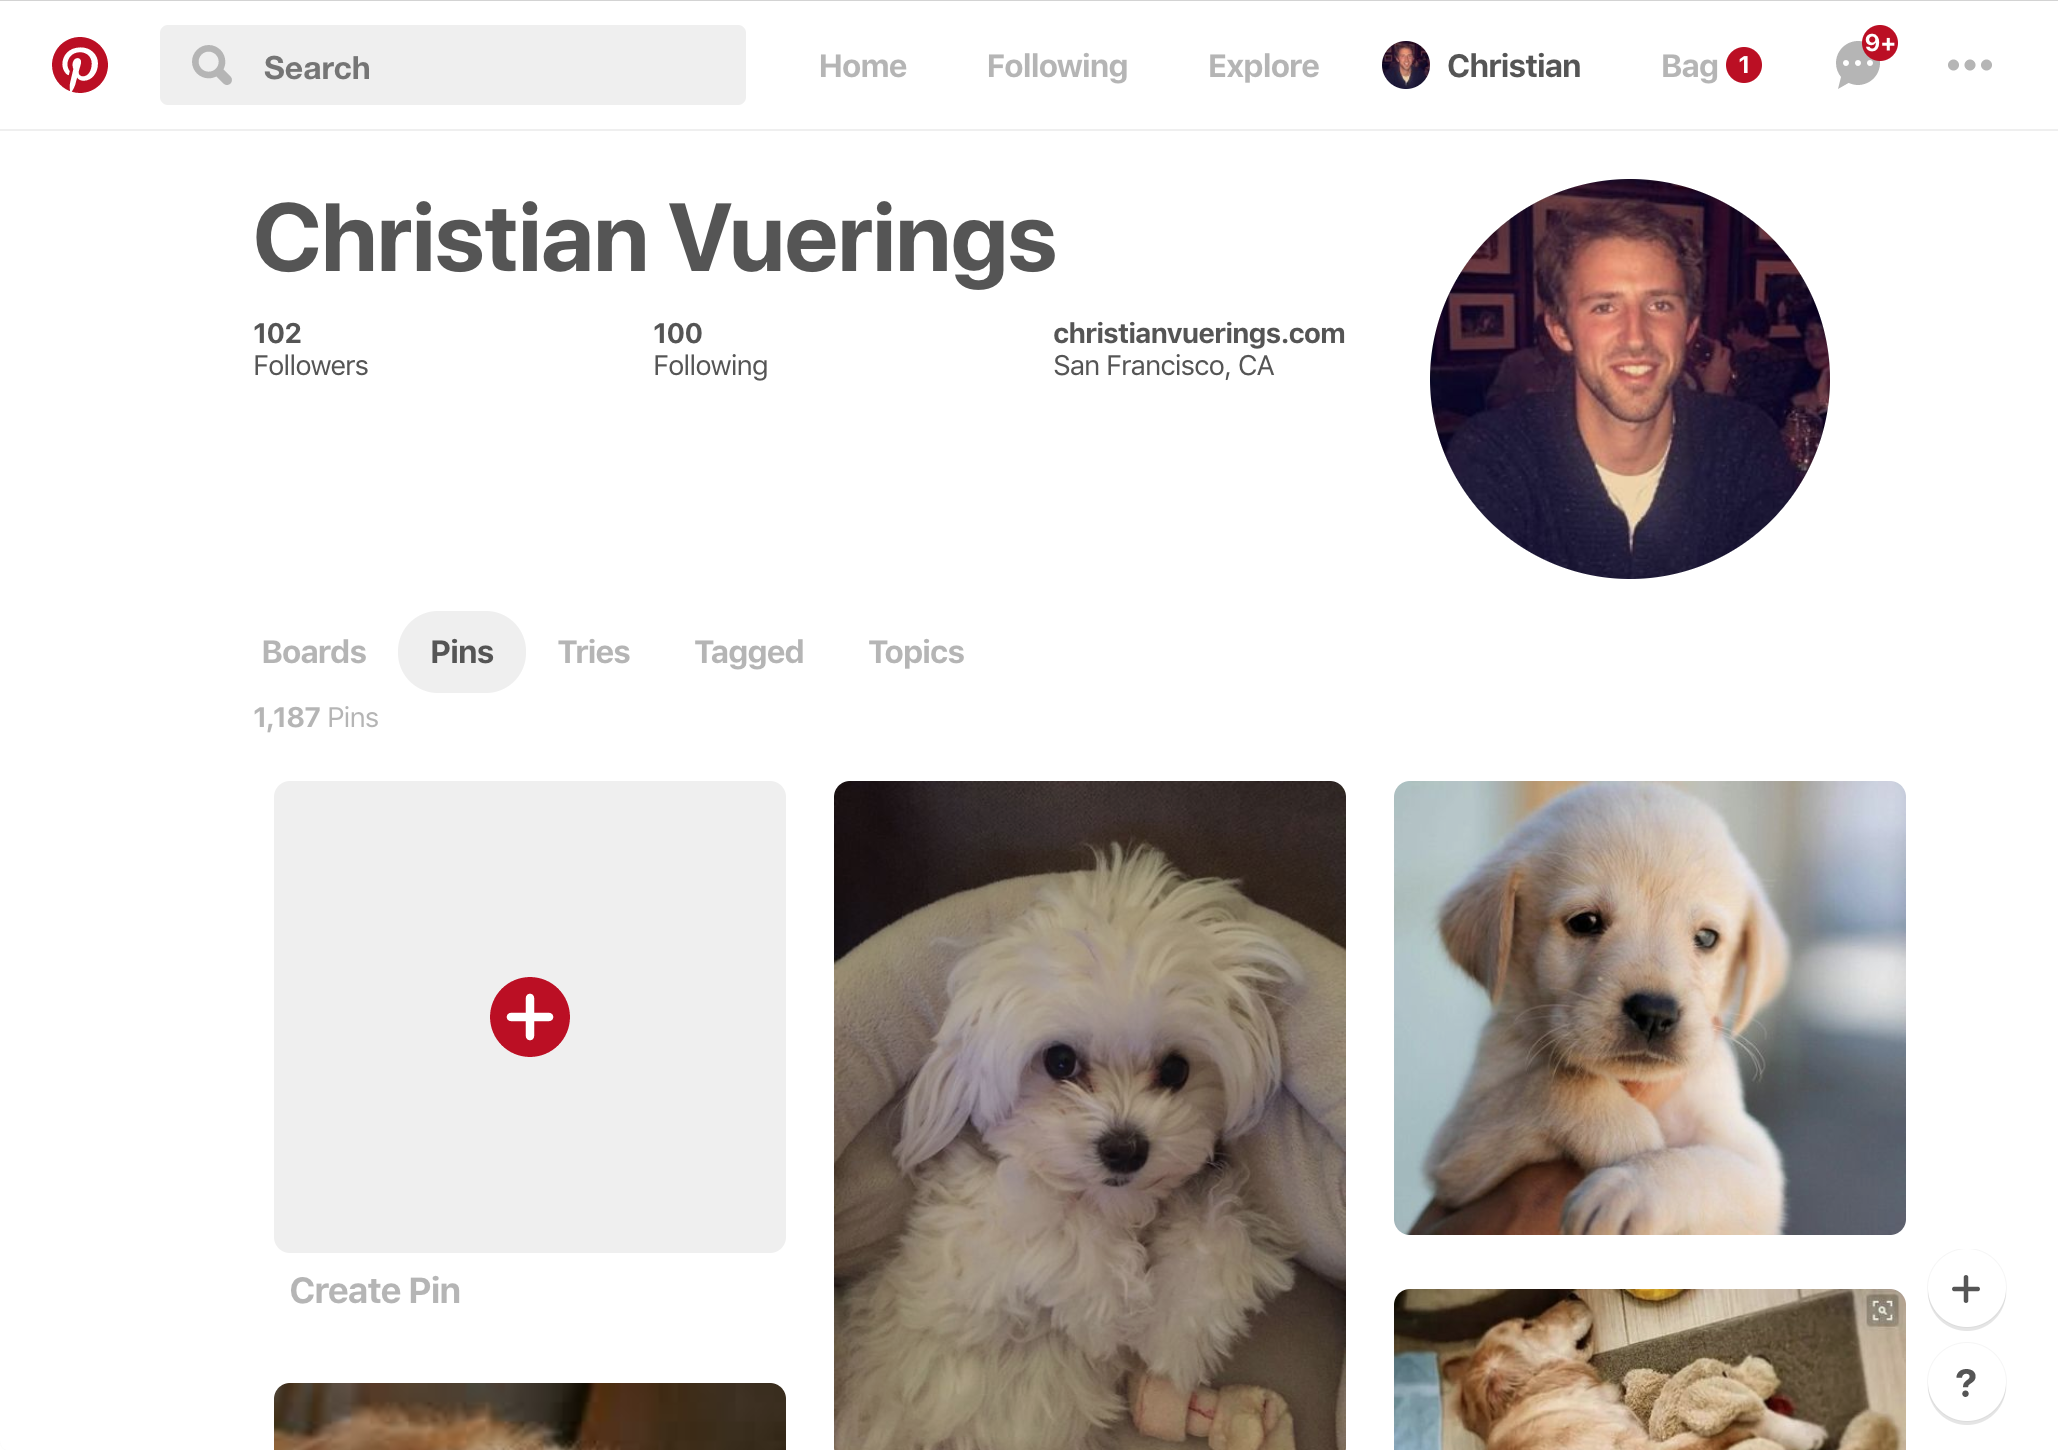 Search
Home
Following
Explore
Christian
Bag 1
9+
Christian Vuerings
102
Followers
100
Following
christianvuerings.com
San Francisco, CA
Boards
Pins
Tries
Tagged
Topics
1,187 Pins
Create Pin
?